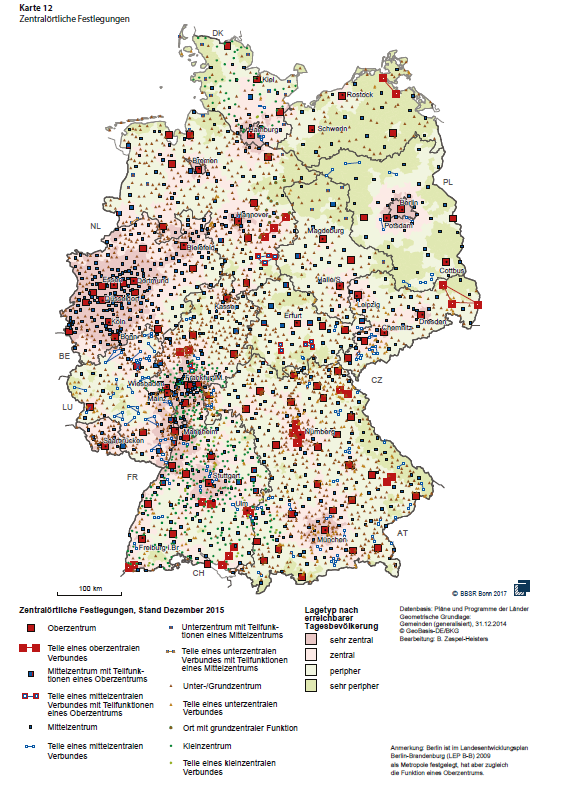 Karte 12
Zentralörtliche Festlegungen
DK
Kiel
Rostock
Hamburg
Schwerin
Bremen
PL
Berlin
NL
Hannover
Potsdam
Magdeburg
Bielefeld
Cottbus
Essen
Dortmund
Halle/S.
Düsseldorf
Kassel
Leipzig
Erfurt
Köln
Dresden
Chemnitz
Bonn
BE
Wiesbaden
Frankfurt/M.
CZ
Mainz
LU
Mannheim
Nürnberg
Saarbrücken
FR
Stuttgart
Ulm
AT
München
Freiburg i.Br.
CH
100 km
© BBSR Bonn 2017
Zentralörtliche Festlegungen, Stand Dezember 2015
Oberzentrum
Teile eines oberzentralen
Verbundes
Mittelzentrum mit Teilfunk-
tionen eines Oberzentrums
Teile eines mittelzentralen
Verbundes mit Teilfunktionen
eines Oberzentrums
Mittelzentrum
Teile eines mittelzentralen
Verbundes
Unterzentrum mit Teilfunk-
tionen eines Mittelzentrums
Teile eines unterzentralen
Verbundes mit Teilfunktionen
eines Mittelzentrums
Unter-/Grundzentrum
Teile eines unterzentralen
Verbundes
Ort mit grundzentraler Funktion
Kleinzentrum
Teile eines kleinzentralen
Verbundes
Lagetyp nach
erreichbarer
Tagesbevölkerung
sehr zentral
zentral
peripher
sehr peripher
Datenbasis: Pläne und Programme der Länder
Geometrische Grundlage:
Gemeinden (generalisiert), 31.12.2014
© GeoBasis-DE/BKG
Bearbeitung: B. Zaspel-Heisters
Anmerkung: Berlin ist im Landesentwicklungsplan
Berlin-Brandenburg (LEP B-B) 2009
als Metropole festgelegt, hat aber zugleich
die Funktion eines Oberzentrums.